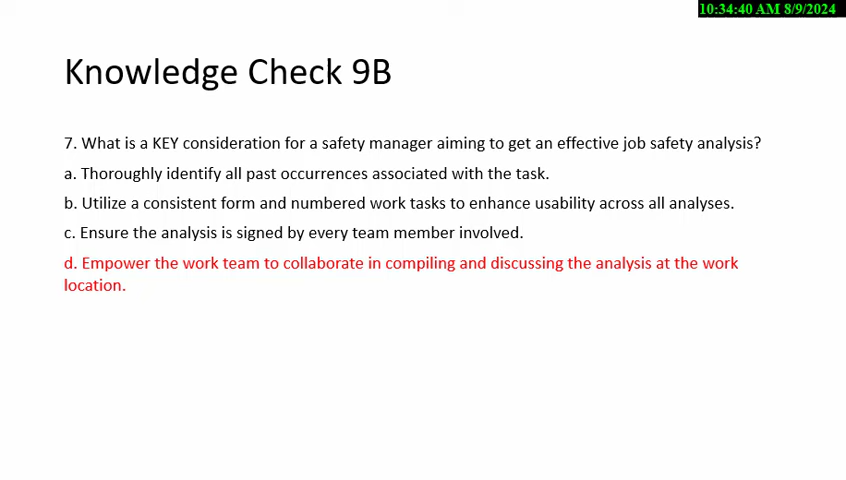 10:34:40 AM 8/9/2024
Knowledge Check 9B
7. What is a KEY consideration for a safety manager aiming to get an effective job safety analysis?
a. Thoroughly identify all past occurrences associated with the task.
b. Utilize a consistent form and numbered work tasks to enhance usability across all analyses.
c. Ensure the analysis is signed by every team member involved.
d. Empower the work team to collaborate in compiling and discussing the analysis at the work
location.